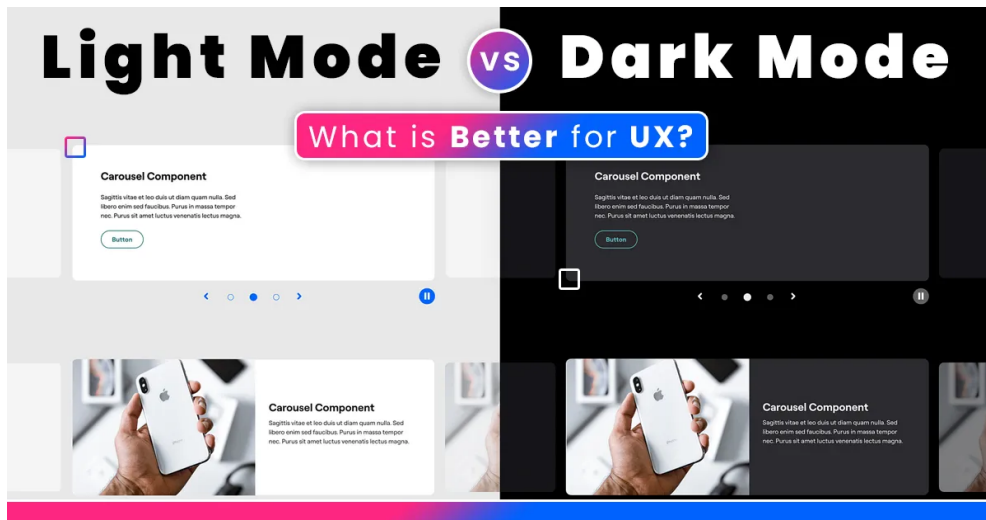 Light Mode vs Dark Mode
What is Better for UX?
Carousel Component
Sagittis vitae et leo duis ut diam quam nulla. Sed
libero enim sed faucibus. Purus in massa tempor
nec. Purus sit amet luctus venenatis lectus magna.
Button
Carousel Component
Sagittis vitae et leo duis ut diam quam nulla. Sed
libero enim sed faucibus. Purus in massa tempor
nec. Purus sit amet luctus venenatis lectus magna.
Button
Carousel Component
Sagittis vitae et leo duis ut diam quam nulla. Sed
libero enim sed faucibus. Purus in massa tempor
nec. Purus sit amet luctus venenatis lectus magna.
Carousel Component
Sagittis vitae et leo duis ut diam quam nulla. Sed
libero enim sed faucibus. Purus in massa tempor
nec. Purus sit amet luctus venenatis lectus magna.